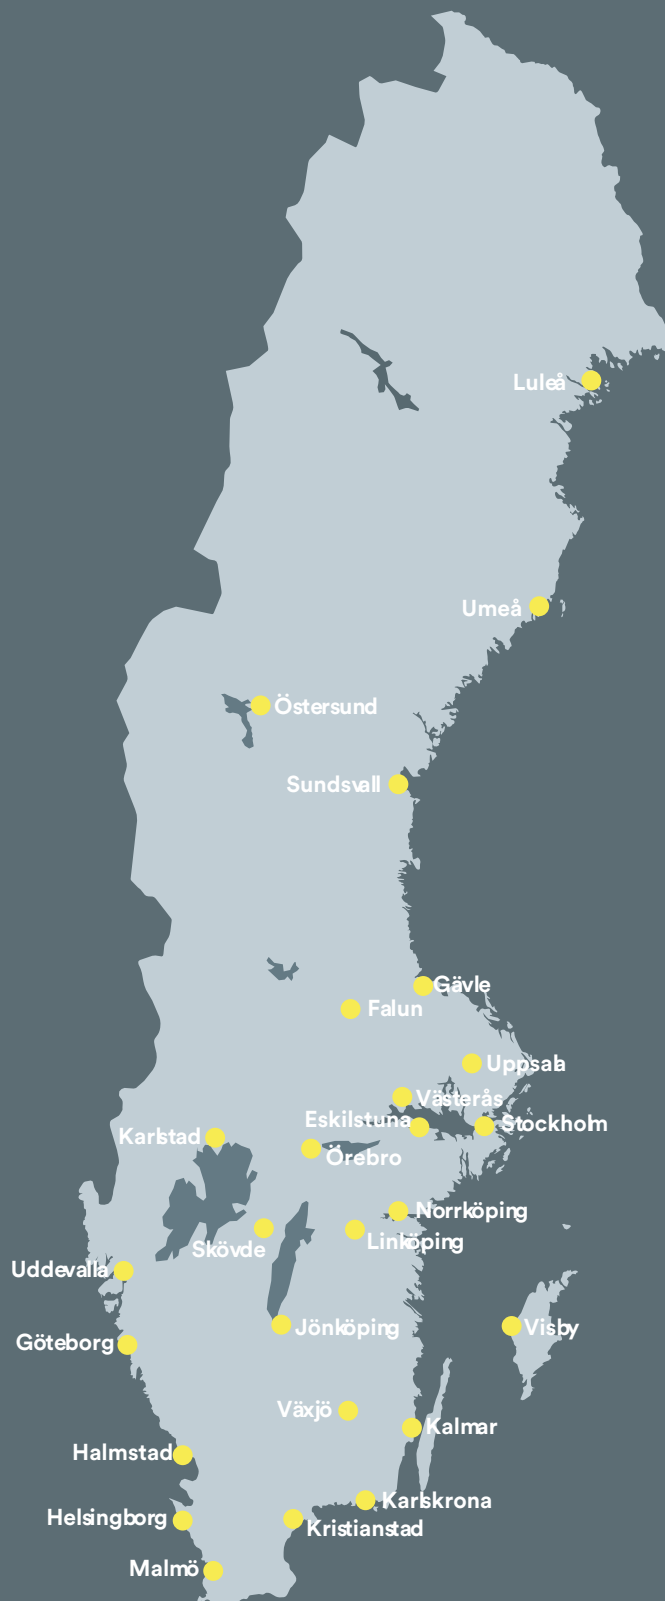 Luleå
Umeå
Östersund
Sundsvall
Gävle
Falun
Uppsala
Västerås
Eskilstuna
Stockholm
Karlstad
Örebro
Norrköping
Linköping
Skövde
Uddevalla
Jönköping
Visby
Göteborg
Växjö
Kalmar
Halmstad
Karlskrona
Helsingborg
Kristianstad
Malmö